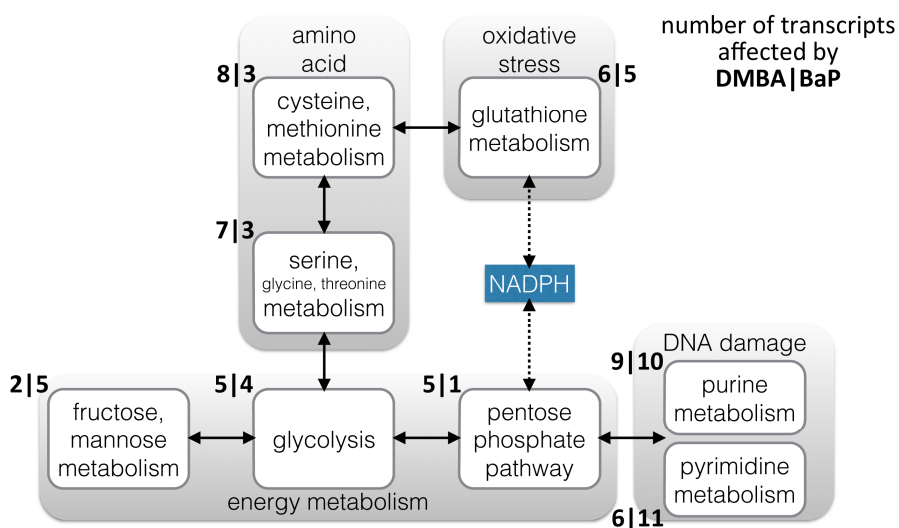 number of transcripts
affected by
DMBA|BaP
amino
acid
8|3
cysteine,
methionine
metabolism
oxidative
stress
6|5
glutathione
metabolism
7|3
serine,
glycine, threonine
metabolism
NADPH
2|5
fructose,
mannose
metabolism
5|4
glycolysis
5|1
pentose
phosphate
pathway
energy metabolism
DNA damage
9|10
purine
metabolism
pyrimidine
metabolism
6|11